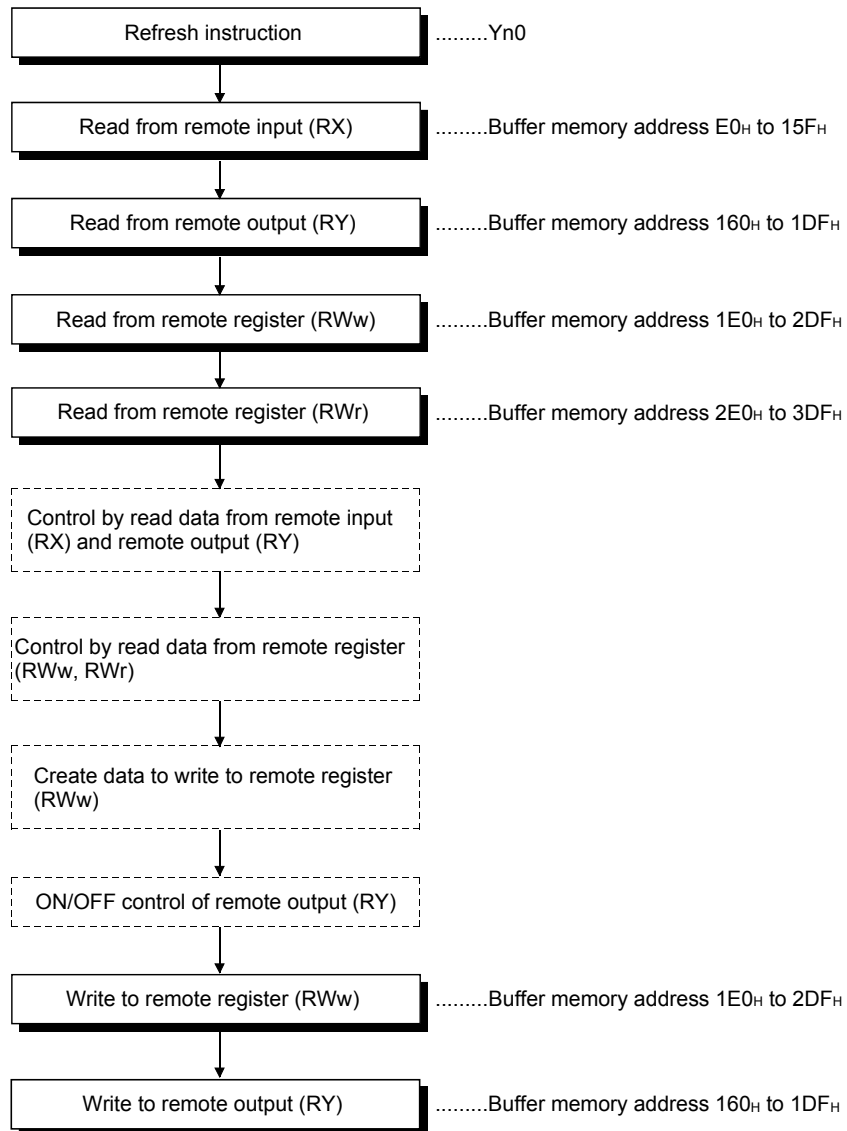 Refresh instruction .........Yn0
Read from remote input (RX) .........Buffer memory address E0H to 15FH
Read from remote output (RY) .........Buffer memory address 160H to 1DFH
Read from remote register (RWw) .........Buffer memory address 1E0H to 2DFH
Read from remote register (RWr) .........Buffer memory address 2E0H to 3DFH
Control by read data from remote input
(RX) and remote output (RY)
Control by read data from remote register
(RWw, RWr)
Create data to write to remote register
(RWw)
ON/OFF control of remote output (RY)
Write to remote register (RWw) .........Buffer memory address 1E0H to 2DFH
Write to remote output (RY) .........Buffer memory address 160H to 1DFH